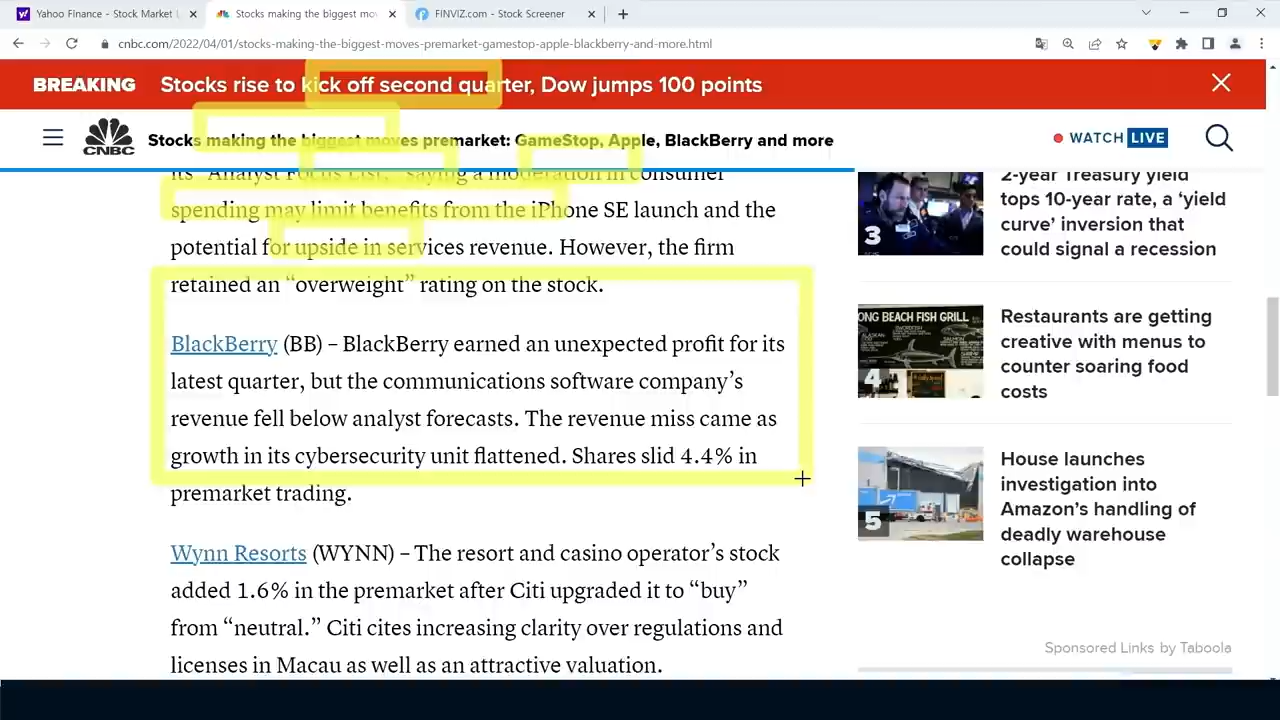 Yahoo Finance - Stock Market L
Stocks making the biggest mov
FINVIZ.com - Stock Screener
cnbc.com/2022/04/01/stocks-making-the-biggest-moves-premarket-gamestop-apple-blackberry-and-more.html
BREAKING
Stocks rise to kick off second quarter, Dow jumps 100 points
CNBC
Stocks making the biggest moves premarket: GameStop, Apple, BlackBerry and more
WATCH LIVE
its “Analyst Focus List,” saying a moderation in consumer
spending may limit benefits from the iPhone SE launch and the
potential for upside in services revenue. However, the firm
retained an “overweight” rating on the stock.
BlackBerry (BB) – BlackBerry earned an unexpected profit for its
latest quarter, but the communications software company’s
revenue fell below analyst forecasts. The revenue miss came as
growth in its cybersecurity unit flattened. Shares slid 4.4% in
premarket trading.
Wynn Resorts (WYNN) – The resort and casino operator’s stock
added 1.6% in the premarket after Citi upgraded it to “buy”
from “neutral.” Citi cites increasing clarity over regulations and
licenses in Macau as well as an attractive valuation.
3
2-year Treasury yield
tops 10-year rate, a ‘yield
curve’ inversion that
could signal a recession
LONG BEACH FISH GRILL
4
Restaurants are getting
creative with menus to
counter soaring food
costs
5
House launches
investigation into
Amazon’s handling of
deadly warehouse
collapse
Sponsored Links by Taboola